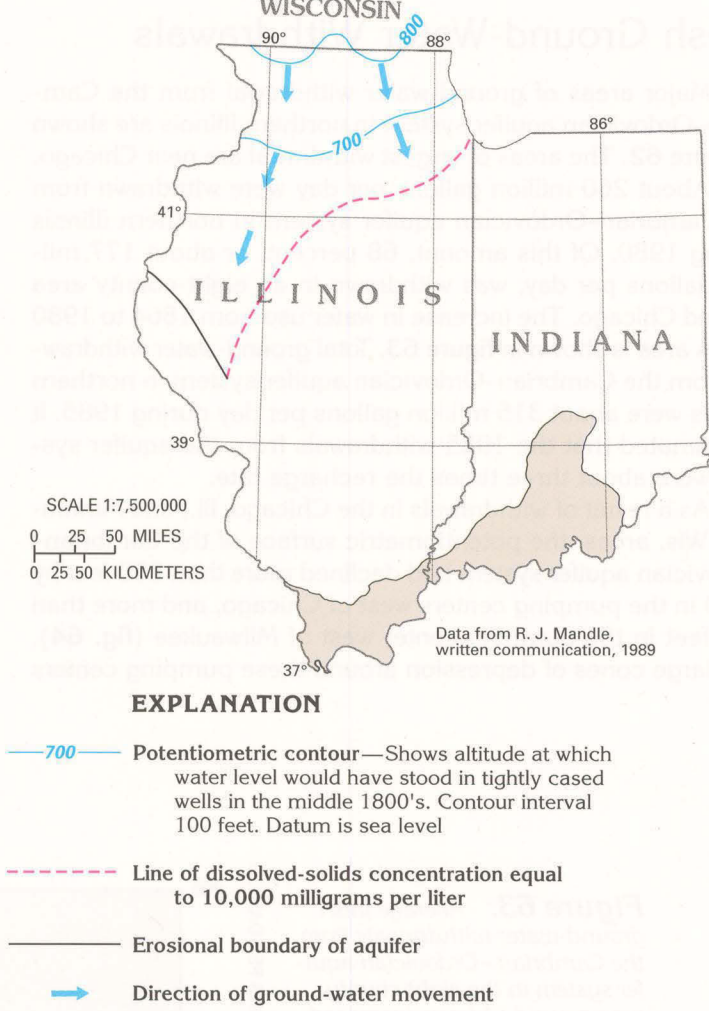 WISCONSIN
800
90°
88°
86°
700
41°
ILLINOIS
INDIANA
39°
SCALE 1:7,500,000
0 25 50 MILES
0 25 50 KILOMETERS
Data from R. J. Mandle,
written communication, 1989
37°
EXPLANATION
700 Potentiometric contour—Shows altitude at which
water level would have stood in tightly cased
wells in the middle 1800's. Contour interval
100 feet. Datum is sea level
Line of dissolved-solids concentration equal
to 10,000 milligrams per liter
Erosional boundary of aquifer
Direction of ground-water movement